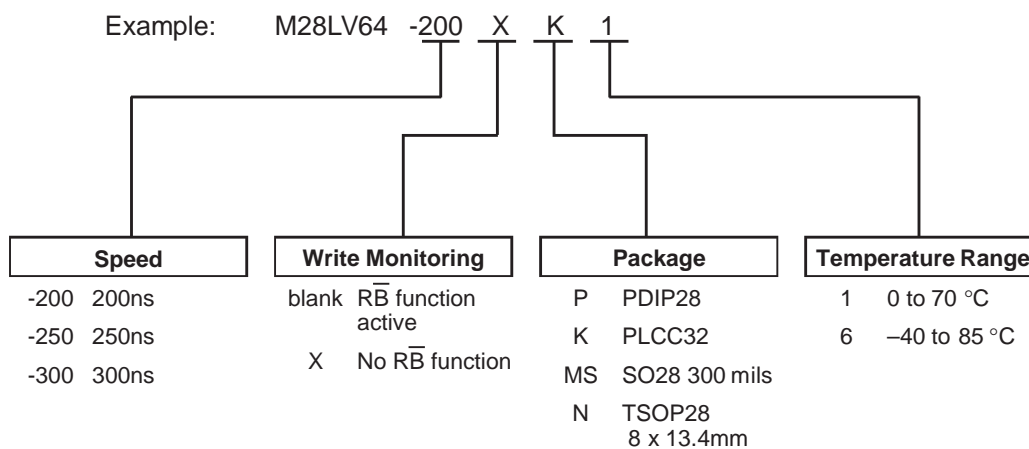 Example: M28LV64 -200 X K 1
Speed
-200 200ns
-250 250ns
-300 300ns
Write Monitoring
blank RB̅ function
active
X No RB̅ function
Package
P PDIP28
K PLCC32
MS SO28 300 mils
N TSOP28
8 x 13.4mm
Temperature Range
1 0 to 70 °C
6 –40 to 85 °C